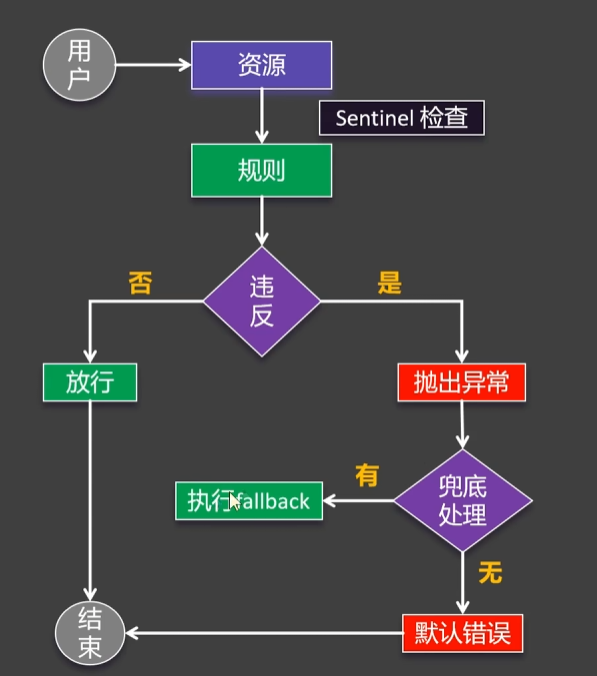 用
户
资源
Sentinel 检查
规则
违
反
否
是
放行
抛出异常
有
兜底
处理
执行fallback
无
结
束
默认错误